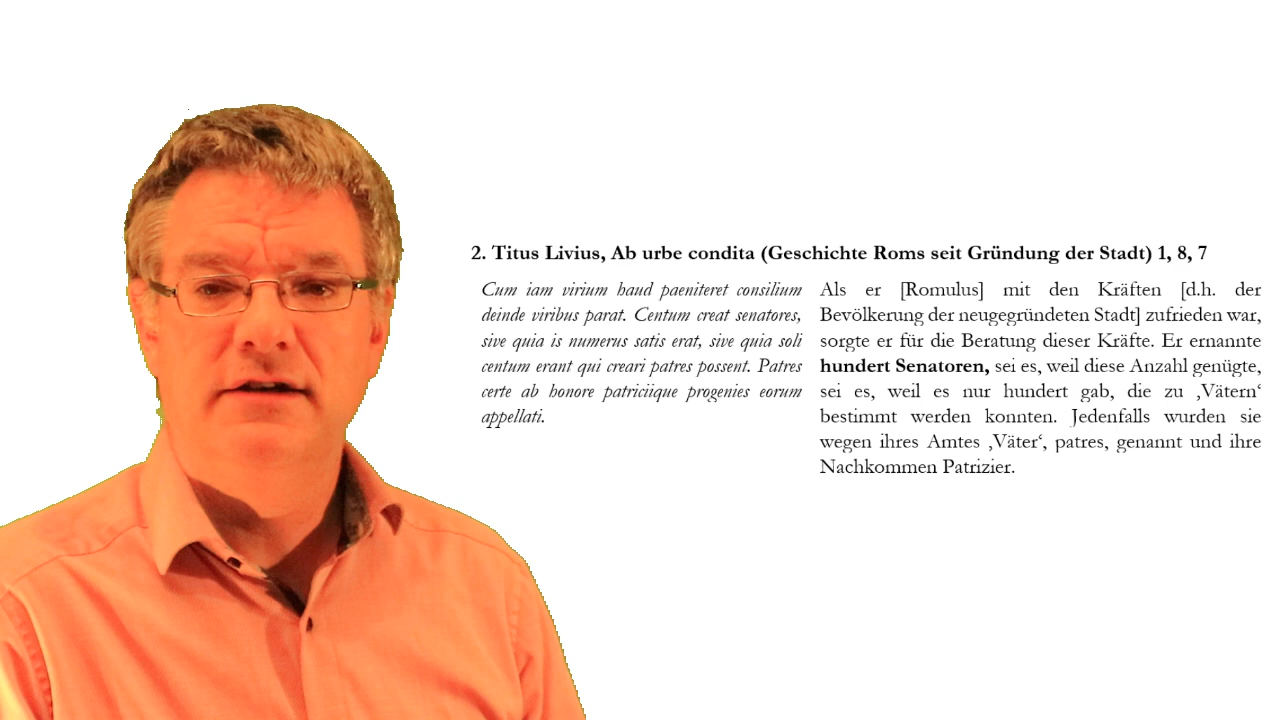 2. Titus Livius, Ab urbe condita (Geschichte Roms seit Gründung der Stadt) 1, 8, 7
Cum iam virium haud paeniteret consilium
deinde viribus parat. Centum creat senatores,
sive quia is numerus satis erat, sive quia soli
centum erant qui creari patres possent. Patres
certe ab honore patriciique progenies eorum
appellati.
Als er [Romulus] mit den Kräften [d.h. der
Bevölkerung der neugegründeten Stadt] zufrieden war,
sorgte er für die Beratung dieser Kräfte. Er ernannte
hundert Senatoren, sei es, weil diese Anzahl genügte,
sei es, weil es nur hundert gab, die zu ‚Vätern‘
bestimmt werden konnten. Jedenfalls wurden sie
wegen ihres Amtes ‚Väter‘, patres, genannt und ihre
Nachkommen Patrizier.